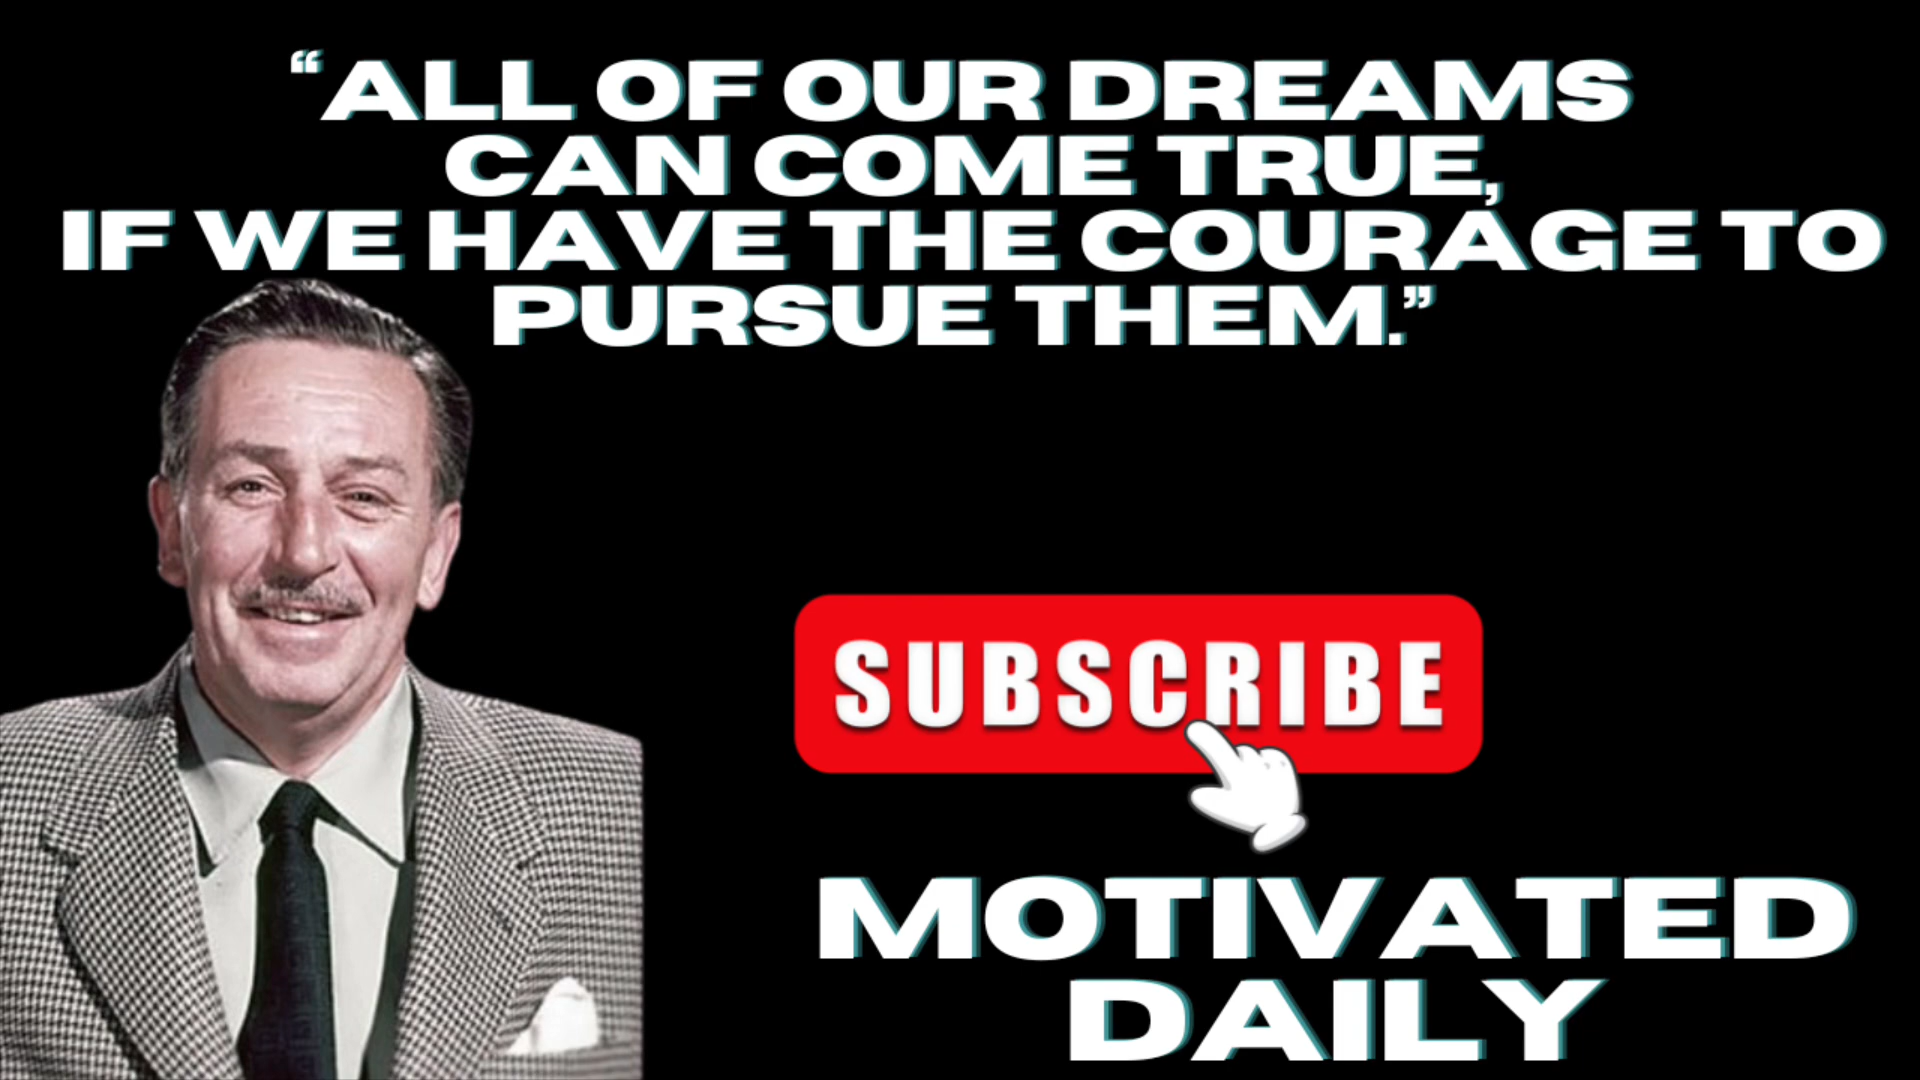 “ALL OF OUR DREAMS
CAN COME TRUE,
IF WE HAVE THE COURAGE TO
PURSUE THEM.”
SUBSCRIBE
MOTIVATED
DAILY